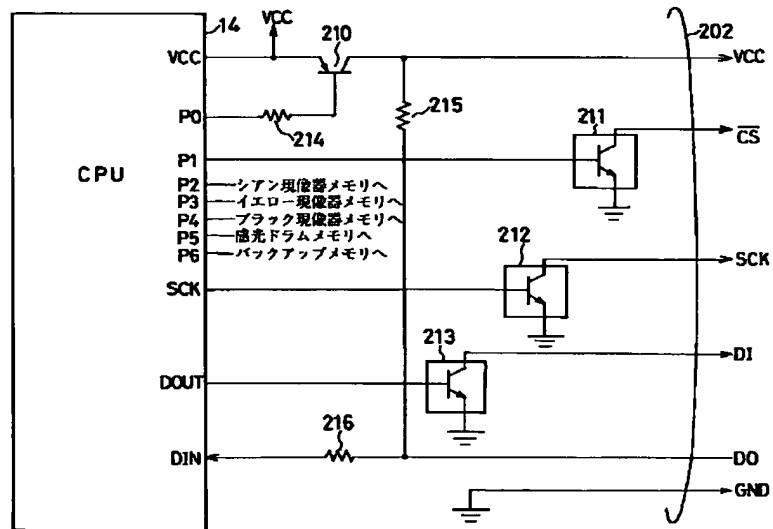 14
VCC
210
202
VCC
VCC
P0
214
215
211
C̅S̅
CPU
P1
P2 シアン現像器メモリへ
P3 イエロー現像器メモリへ
P4 ブラック現像器メモリへ
P5 感光ドラムメモリへ
P6 バックアップメモリへ
212
SCK
SCK
213
DI
DOUT
216
DIN
DO
GND